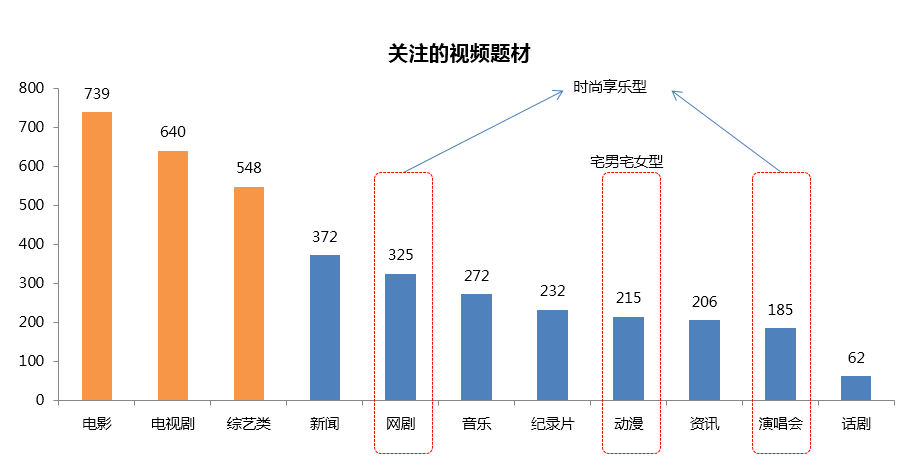 关注的视频题材
时尚享乐型
宅男宅女型
800
700
600
500
400
300
200
100
0
739
640
548
372
325
272
232
215
206
185
62
电影
电视剧
综艺类
新闻
网剧
音乐
纪录片
动漫
资讯
演唱会
话剧